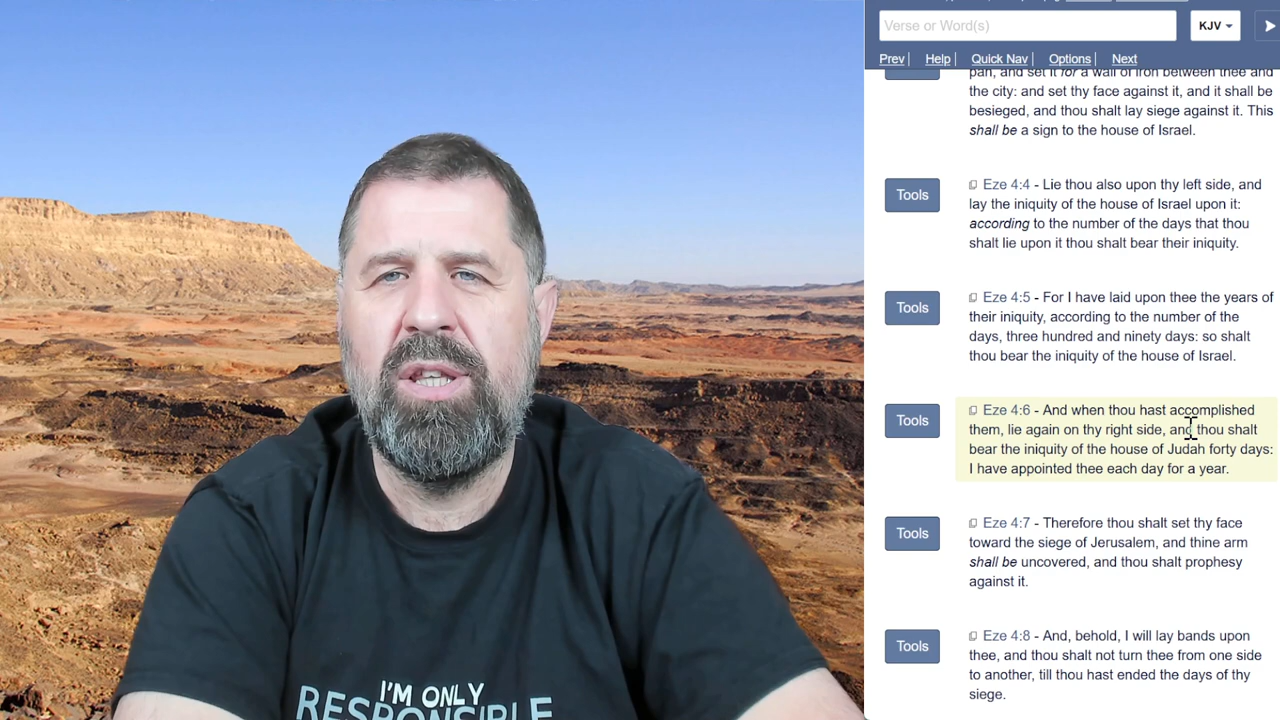 Verse or Word(s)
KJV
Prev | Help | Quick Nav | Options | Next
pan, and set it for a wall of iron between thee and
the city: and set thy face against it, and it shall be
besieged, and thou shalt lay siege against it. This
shall be a sign to the house of Israel.
Tools
Eze 4:4 - Lie thou also upon thy left side, and
lay the iniquity of the house of Israel upon it:
according to the number of the days that thou
shalt lie upon it thou shalt bear their iniquity.
Tools
Eze 4:5 - For I have laid upon thee the years of
their iniquity, according to the number of the
days, three hundred and ninety days: so shalt
thou bear the iniquity of the house of Israel.
Tools
Eze 4:6 - And when thou hast accomplished
them, lie again on thy right side, and thou shalt
bear the iniquity of the house of Judah forty days:
I have appointed thee each day for a year.
Tools
Eze 4:7 - Therefore thou shalt set thy face
toward the siege of Jerusalem, and thine arm
shall be uncovered, and thou shalt prophesy
against it.
Tools
Eze 4:8 - And, behold, I will lay bands upon
thee, and thou shalt not turn thee from one side
to another, till thou hast ended the days of thy
siege.
I'M ONLY
RESPONSIBLE